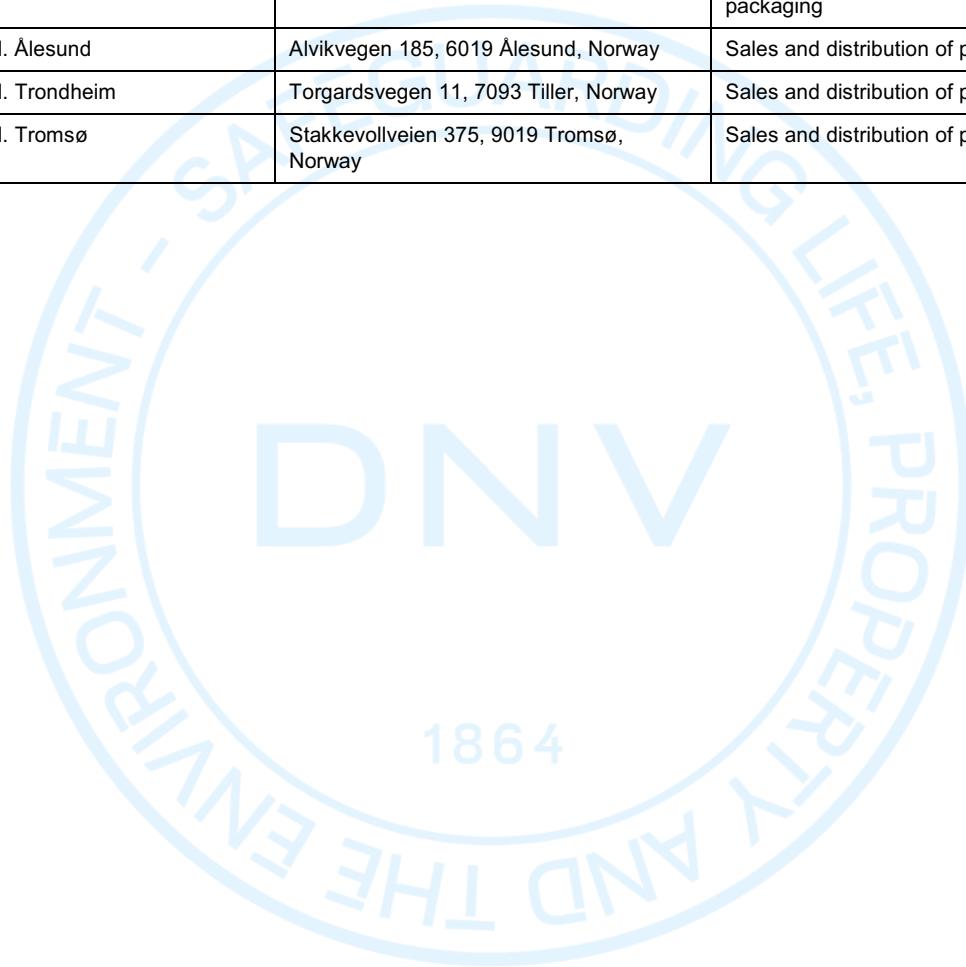 packaging
Ålesund Alvikvegen 185, 6019 Ålesund, Norway Sales and distribution of
Trondheim Torgardsvegen 11, 7093 Tiller, Norway Sales and distribution of
Tromsø Stakkevollveien 375, 9019 Tromsø, Sales and distribution of
Norway
SAFEGUARDING LIFE, PROPERTY AND THE ENVIRONMENT -
DNV
1864